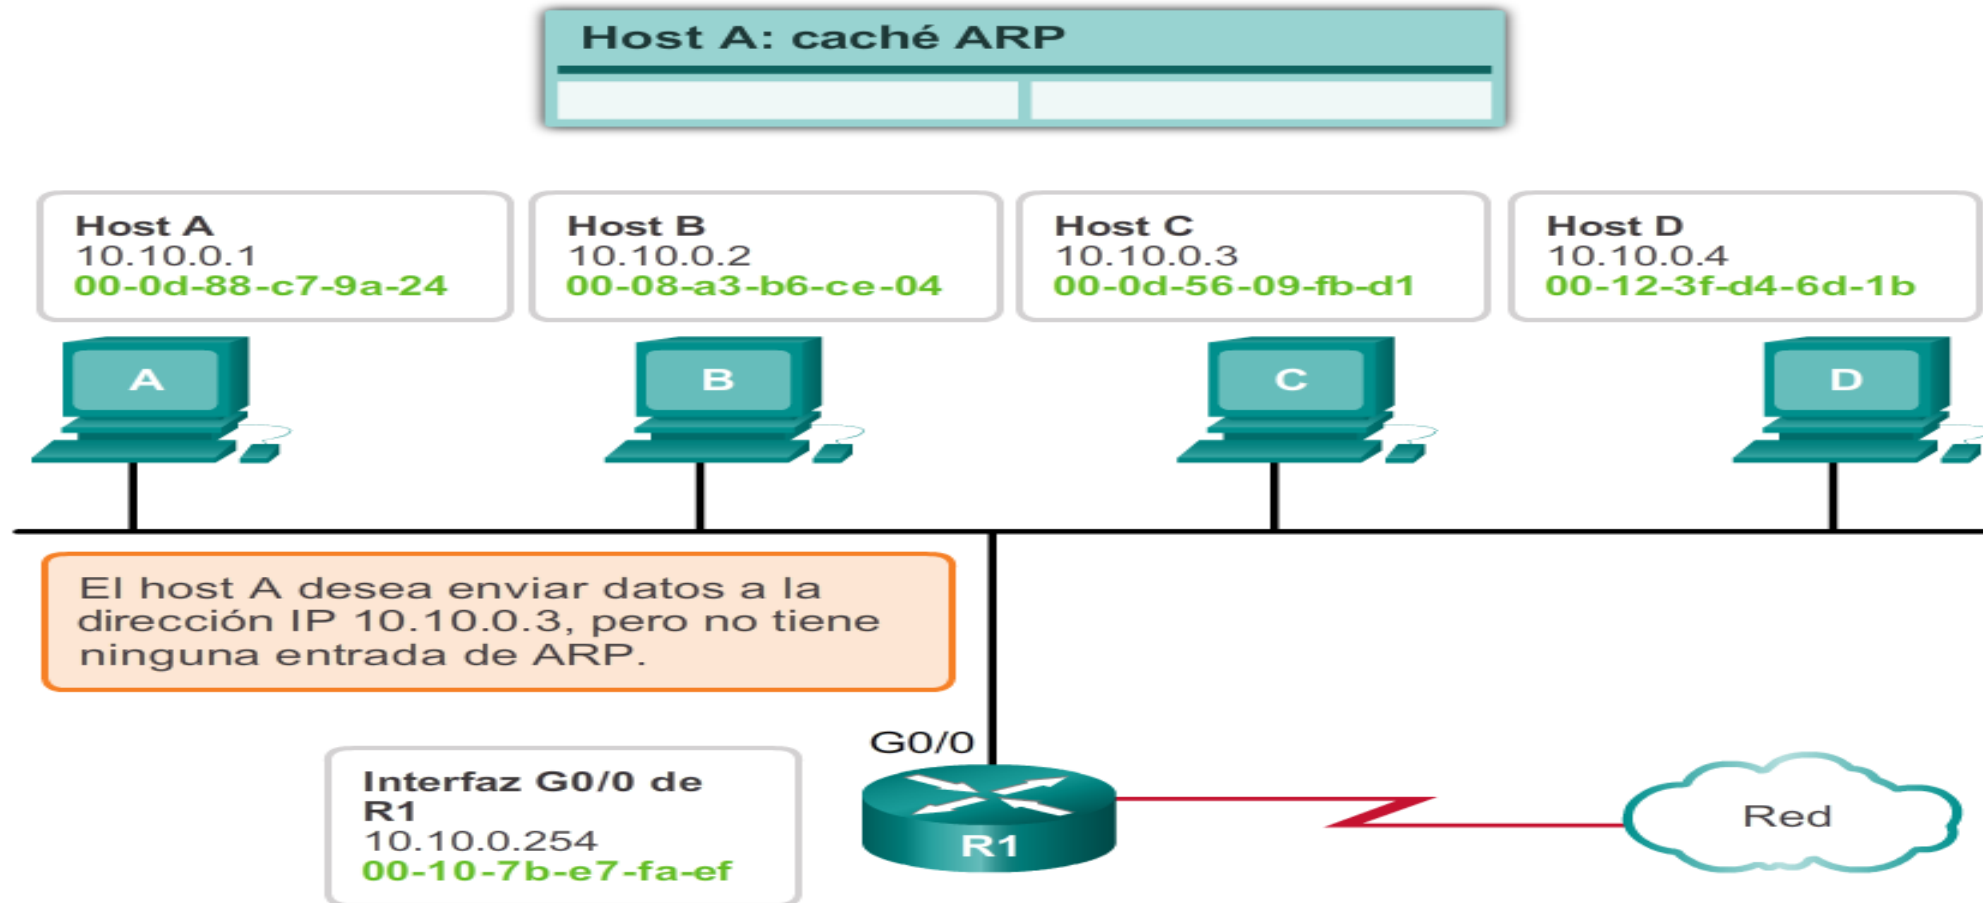 Host A: caché ARP
Host A
10.10.0.1
00-0d-88-c7-9a-24
Host B
10.10.0.2
00-08-a3-b6-ce-04
Host C
10.10.0.3
00-0d-56-09-fb-d1
Host D
10.10.0.4
00-12-3f-d4-6d-1b
A
B
C
D
El host A desea enviar datos a la
dirección IP 10.10.0.3, pero no tiene
ninguna entrada de ARP.
G0/0
Interfaz G0/0 de
R1
10.10.0.254
00-10-7b-e7-fa-ef
R1
Red